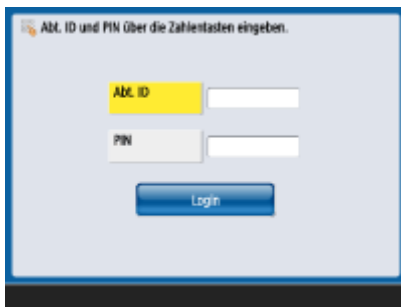 Abt. ID und PIN über die Zahlentasten eingeben.
Abt. ID
PIN
Login